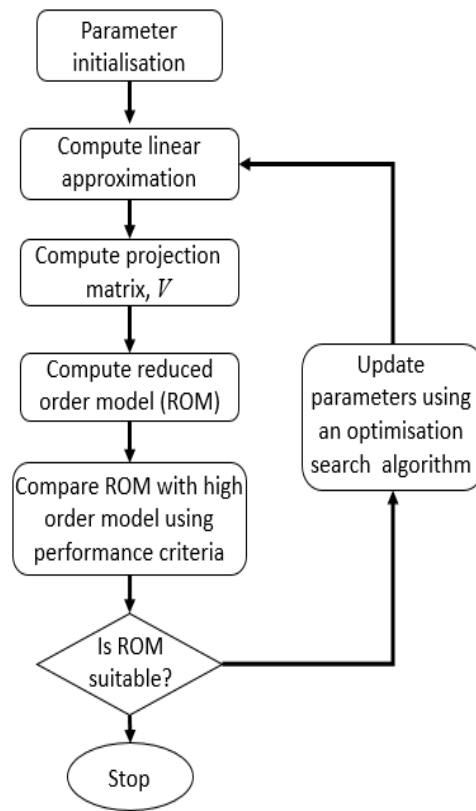 Parameter
initialisation
Compute linear
approximation
Compute projection
matrix, V
Compute reduced
order model (ROM)
Compare ROM with high
order model using
performance criteria
Is ROM
suitable?
Stop
Update
parameters using
an optimisation
search algorithm